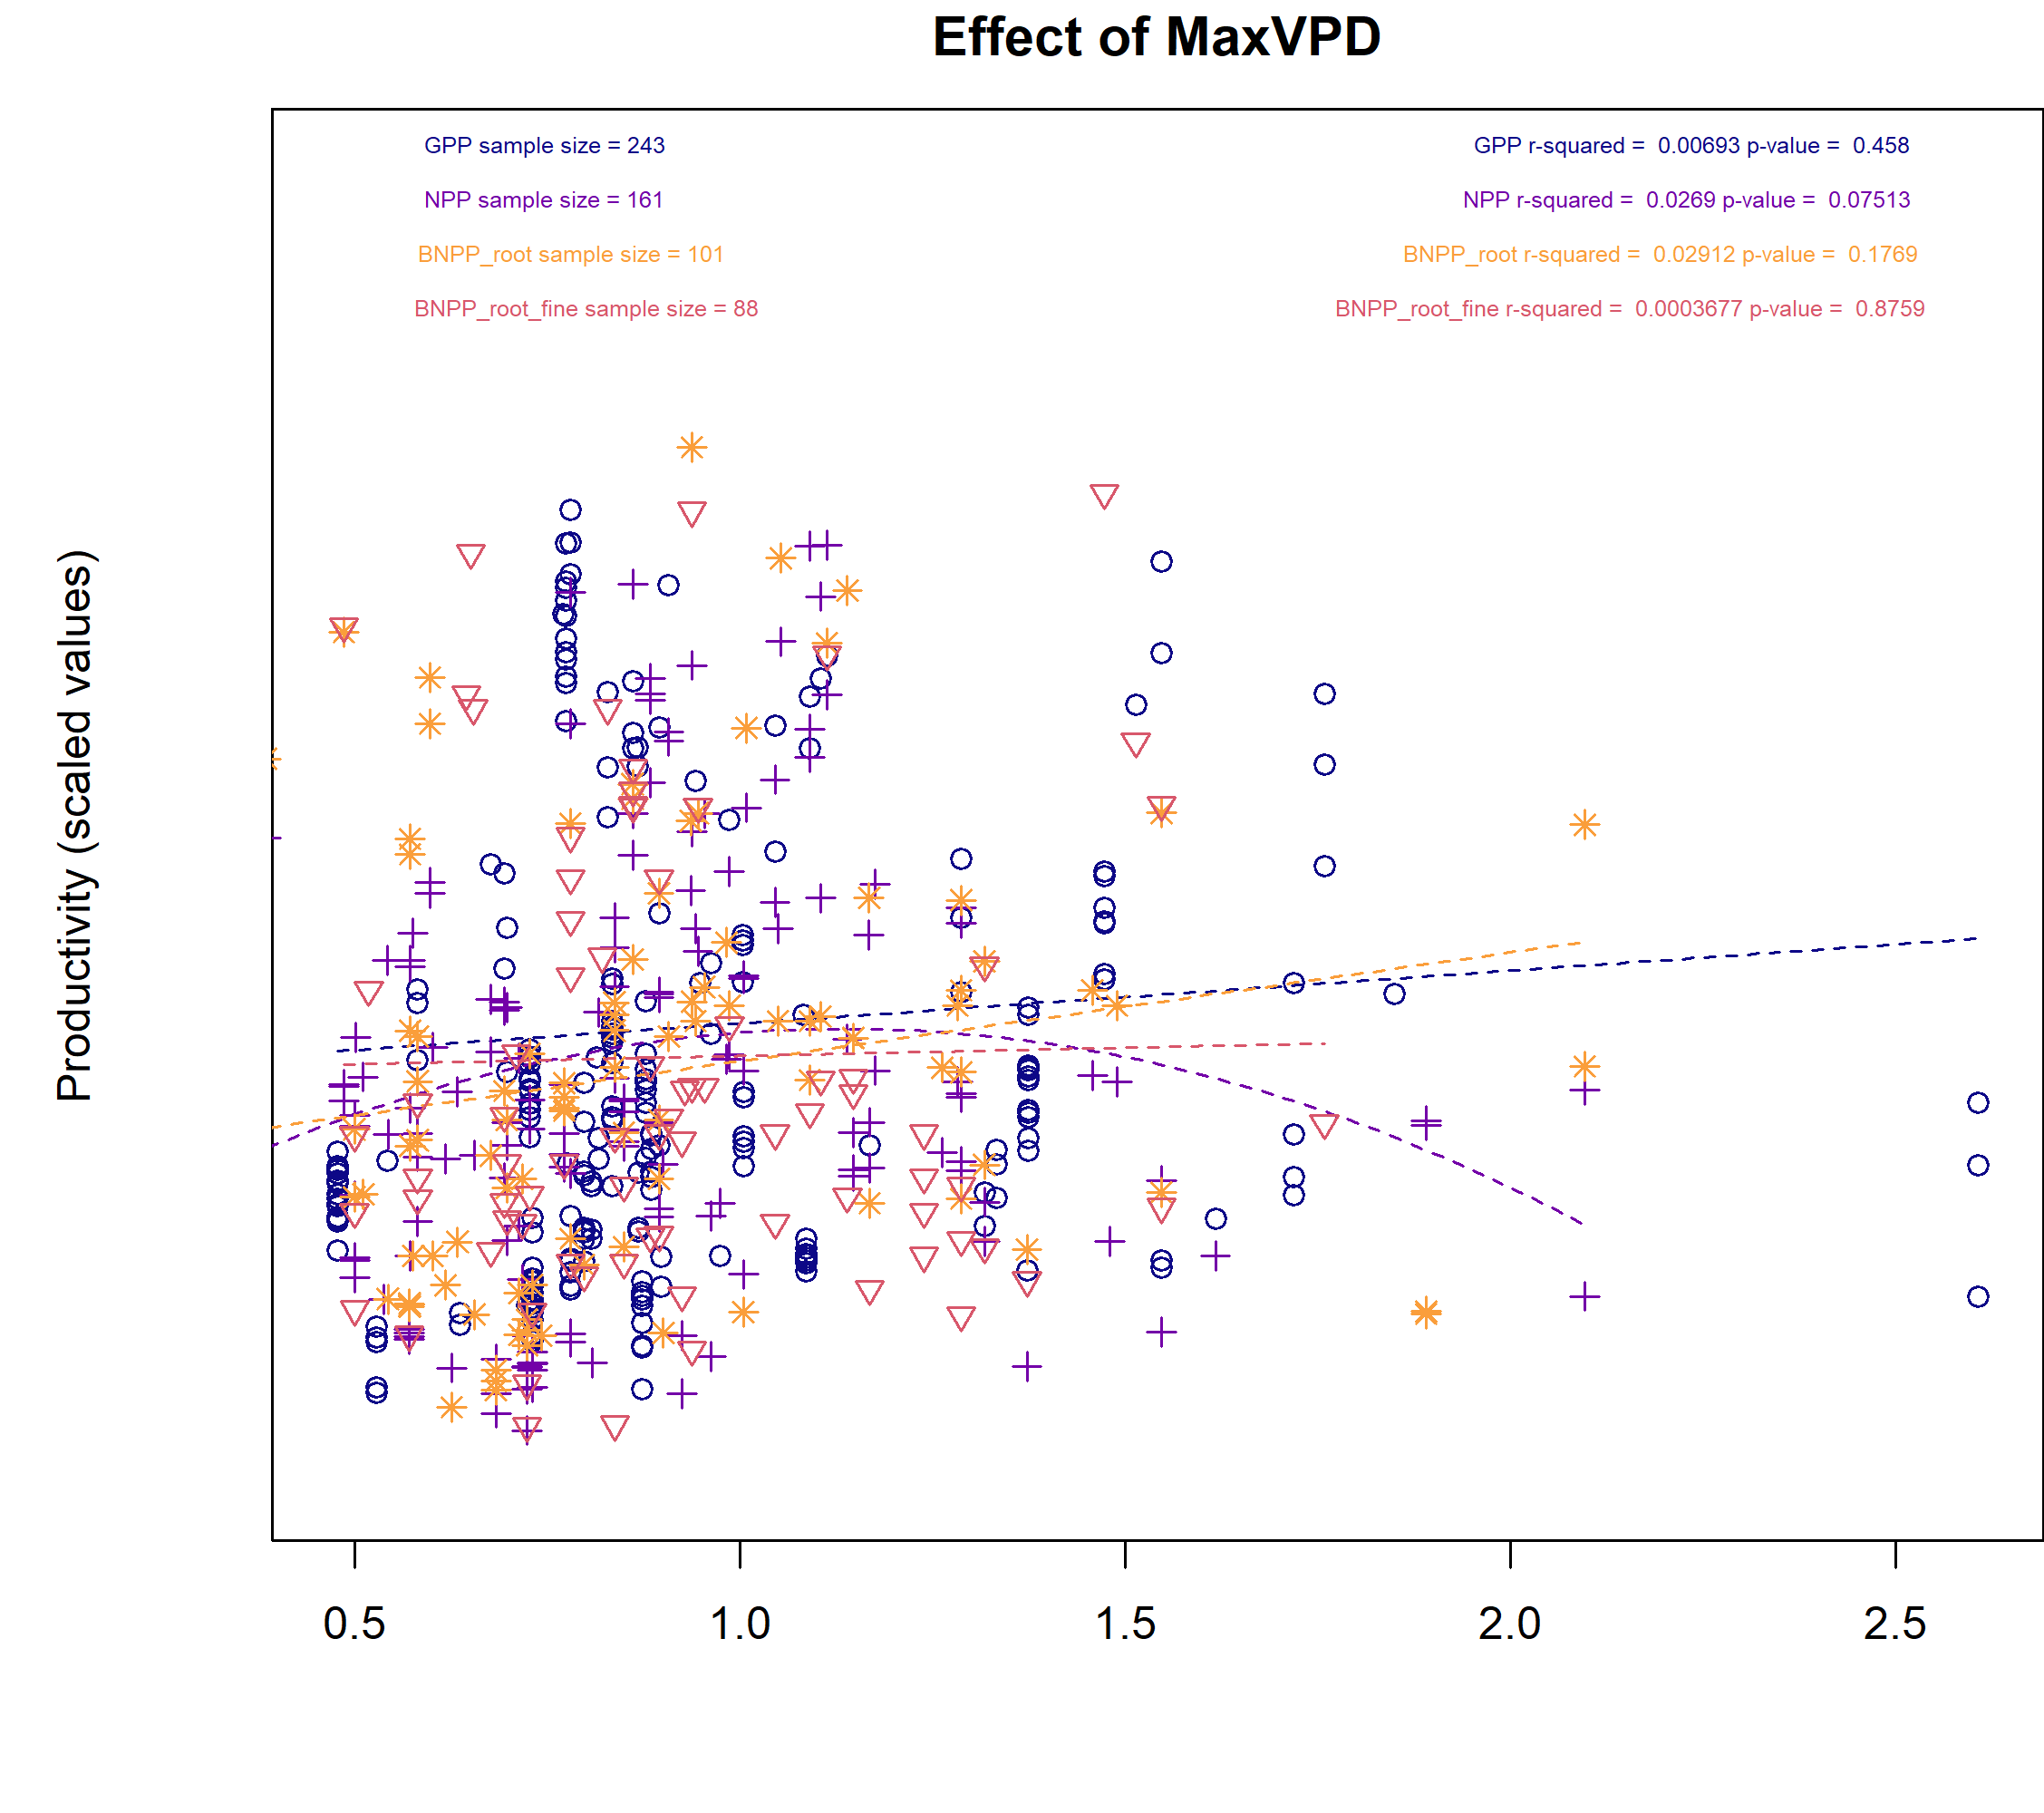 Effect of MaxVPD
GPP sample size = 243
GPP r-squared =  0.00693 p-value =  0.458
NPP sample size = 161
NPP r-squared =  0.0269 p-value =  0.07513
BNPP_root sample size = 101
BNPP_root r-squared =  0.02912 p-value =  0.1769
BNPP_root_fine sample size = 88
BNPP_root_fine r-squared =  0.0003677 p-value =  0.8759
Productivity (scaled values)
0.5 1.0 1.5 2.0 2.5